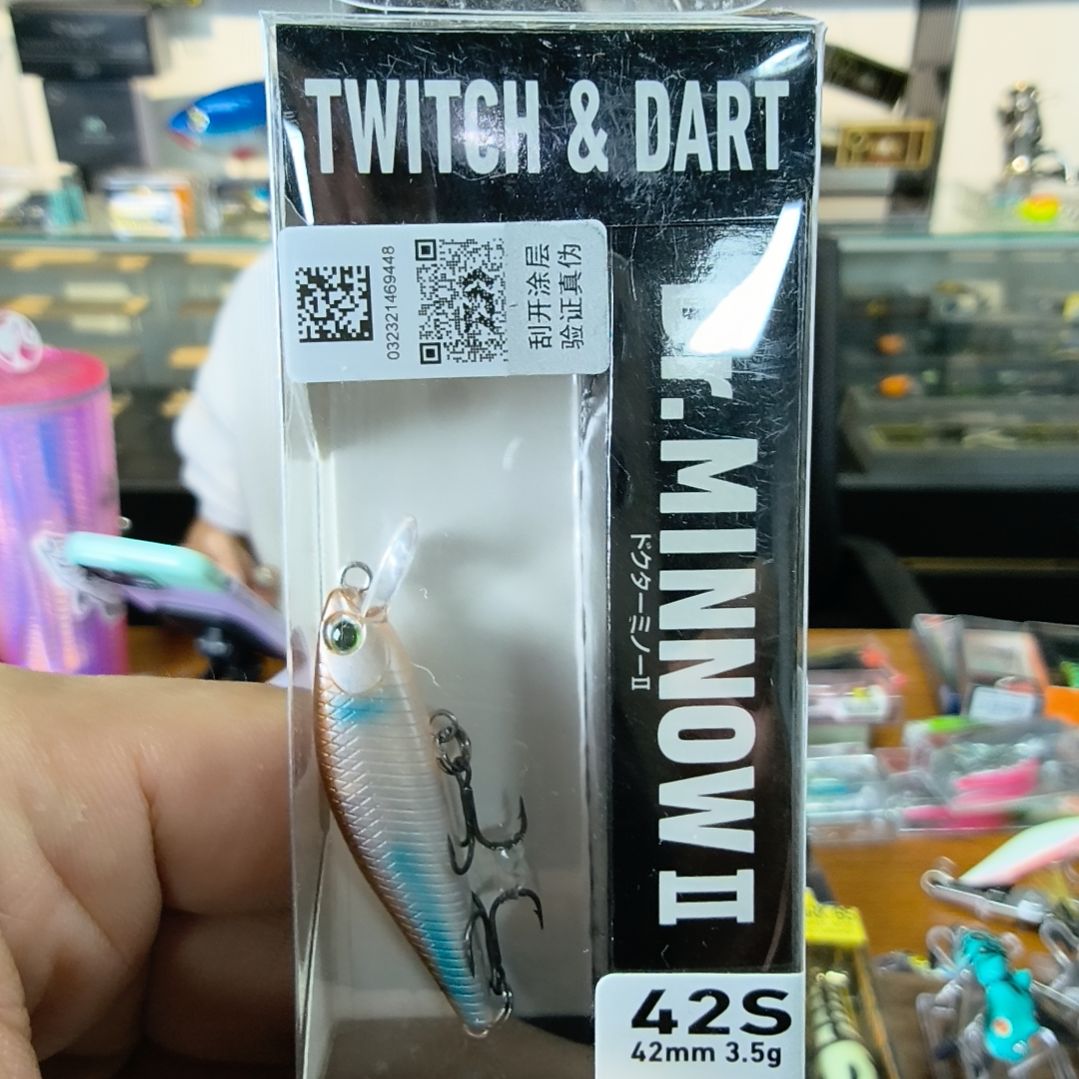 TWITCH & DART
032321469448
刮开涂层
验证真伪
Dr.MINNOW II
ドクターミノーII
42S
42mm 3.5g